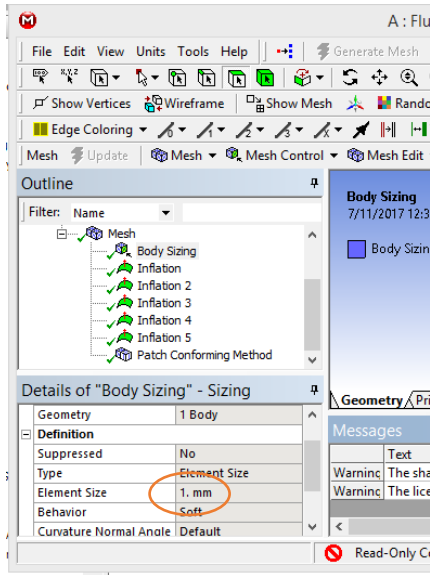 A : Flu
File Edit View Units Tools Help Generate Mesh
Show Vertices Wireframe Show Mesh Rando
Edge Coloring
Mesh Update Mesh Mesh Control Mesh Edit
Outline
Filter: Name
Mesh
Body Sizing
Inflation
Inflation 2
Inflation 3
Inflation 4
Inflation 5
Patch Conforming Method
Body Sizing
7/11/2017 12:3
Body Sizin
Details of "Body Sizing" - Sizing
Geometry 1 Body
Definition
Suppressed No
Type Element Size
Element Size 1. mm
Behavior Soft
Curvature Normal Angle Default
Geometry Pri
Messages
Text
Warning The sha
Warning The lice
Read-Only Co